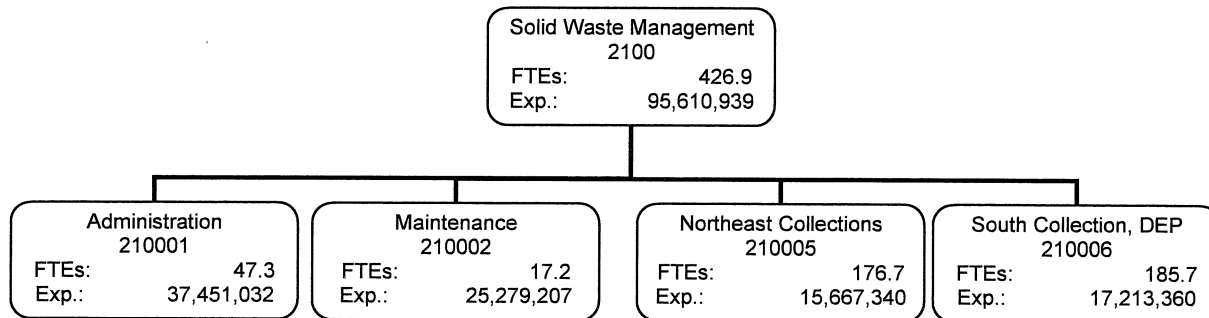 Solid Waste Management
2100
FTEs: 426.9
Exp.: 95,610,939
Administration
210001
FTEs: 47.3
Exp.: 37,451,032
Maintenance
210002
FTEs: 17.2
Exp.: 25,279,207
Northeast Collections
210005
FTEs: 176.7
Exp.: 15,667,340
South Collection, DEP
210006
FTEs: 185.7
Exp.: 17,213,360